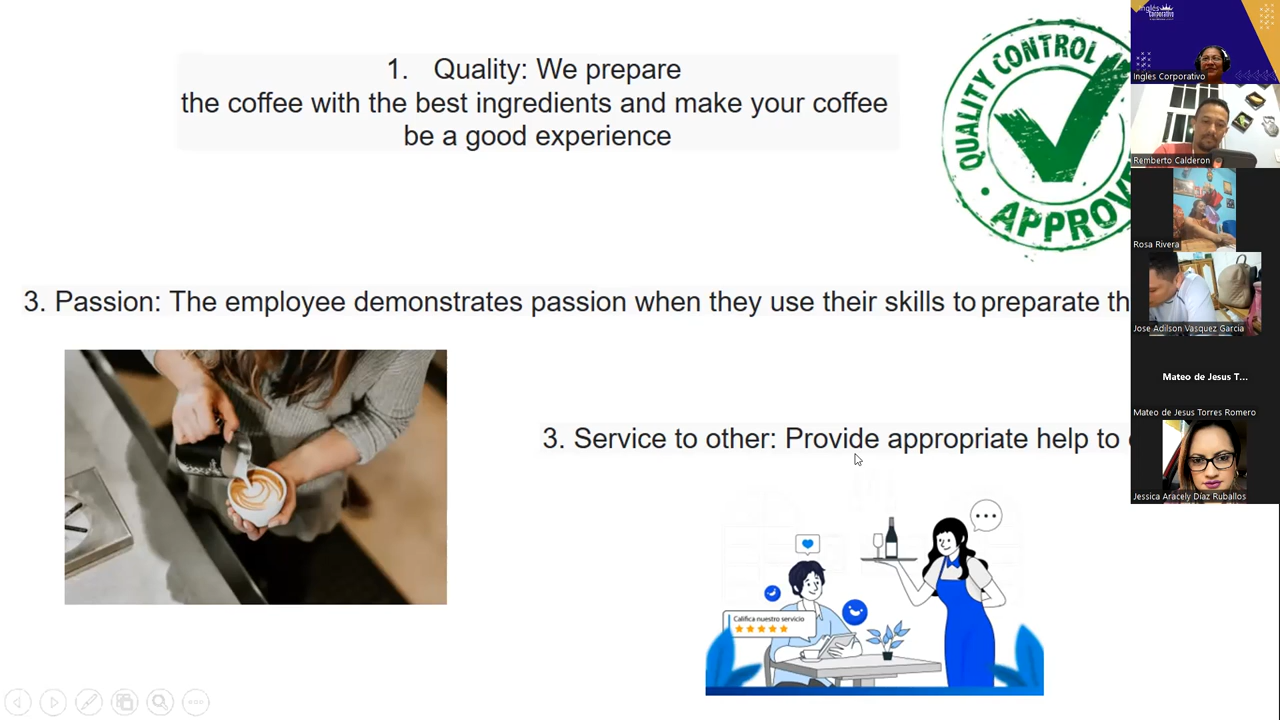 1. Quality: We prepare
the coffee with the best ingredients and make your coffee
be a good experience
QUALITY CONTROL
APPROV
3. Passion: The employee demonstrates passion when they use their skills to preparate th
3. Service to other: Provide appropriate help to
Califica nuestro servicio
Inglés
Corporativo
Ingles Corporativo
Remberto Calderon
Rosa Rivera
Jose Adilson Vasquez Garcia
Mateo de Jesus T...
Mateo de Jesus Torres Romero
Jessica Aracely Díaz Ruballos